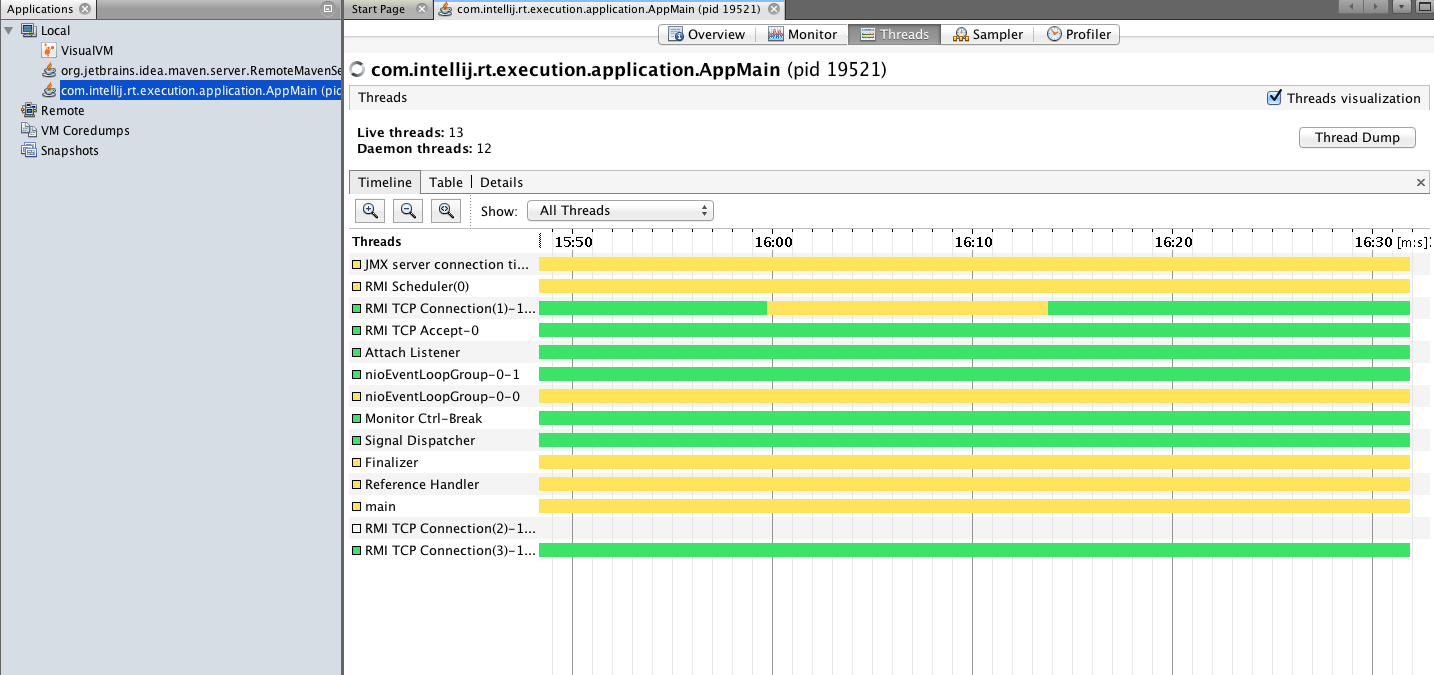 Applications
Start Page
com.intellij.rt.execution.application.AppMain (pid 19521)
Local
VisualVM
org.jetbrains.idea.maven.server.RemoteMavenSe
com.intellij.rt.execution.application.AppMain (pid
Remote
VM Coredumps
Snapshots
Overview
Monitor
Threads
Sampler
Profiler
com.intellij.rt.execution.application.AppMain (pid 19521)
Threads
Threads visualization
Live threads: 13
Daemon threads: 12
Thread Dump
Timeline
Table
Details
Show:
All Threads
Threads
15:50 16:00 16:10 16:20 16:30 [m:s]
JMX server connection ti...
RMI Scheduler(0)
RMI TCP Connection(1)-1...
RMI TCP Accept-0
Attach Listener
nioEventLoopGroup-0-1
nioEventLoopGroup-0-0
Monitor Ctrl-Break
Signal Dispatcher
Finalizer
Reference Handler
main
RMI TCP Connection(2)-1...
RMI TCP Connection(3)-1...